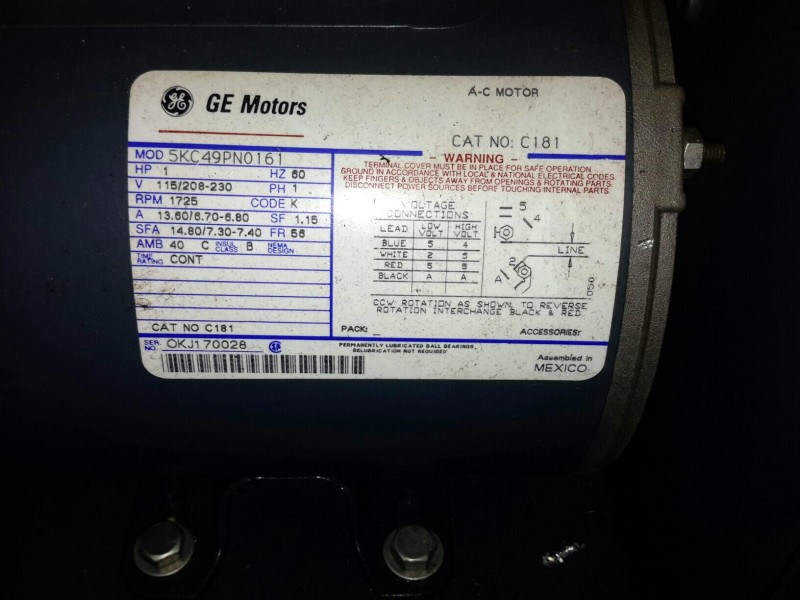 GE Motors
A-C MOTOR
CAT NO: C181
MOD 5KC49PN0161
HP 1 HZ 60
V 115/208-230 PH 1
RPM 1725 CODE K
A 13.60/6.70-6.80 SF 1.15
SFA 14.80/7.30-7.40 FR 56
AMB 40 C INSUL CLASS B NEMA DESIGN
TIME RATING CONT
CAT NO C181
SER. NO. OKJ170028
- WARNING -
TERMINAL COVER MUST BE IN PLACE FOR SAFE OPERATION
GROUND IN ACCORDANCE WITH LOCAL & NATIONAL ELECTRICAL CODES.
KEEP FINGERS & OBJECTS AWAY FROM OPENINGS & ROTATING PARTS.
DISCONNECT POWER SOURCES BEFORE TOUCHING INTERNAL PARTS.
VOLTAGE
CONNECTIONS
LEAD LOW VOLT HIGH VOLT
BLUE 5 4
WHITE 2 5
RED 5 5
BLACK A A
5
4
LINE
2
A
056
CCW ROTATION AS SHOWN TO REVERSE
ROTATION INTERCHANGE BLACK & RED
PACK: ACCESSORIES:
PERMANENTLY LUBRICATED BALL BEARINGS,
RELUBRICATION NOT REQUIRED
Assembled in
MEXICO